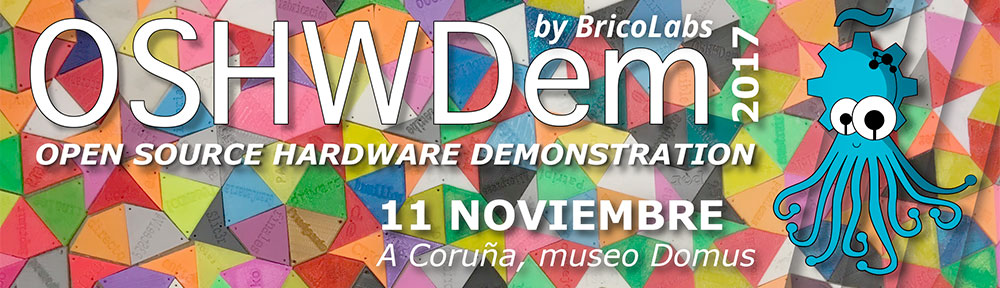 by BricoLabs
OSHWDem
2017
OPEN SOURCE HARDWARE DEMONSTRATION
11 NOVIEMBRE
A Coruña, museo Domus